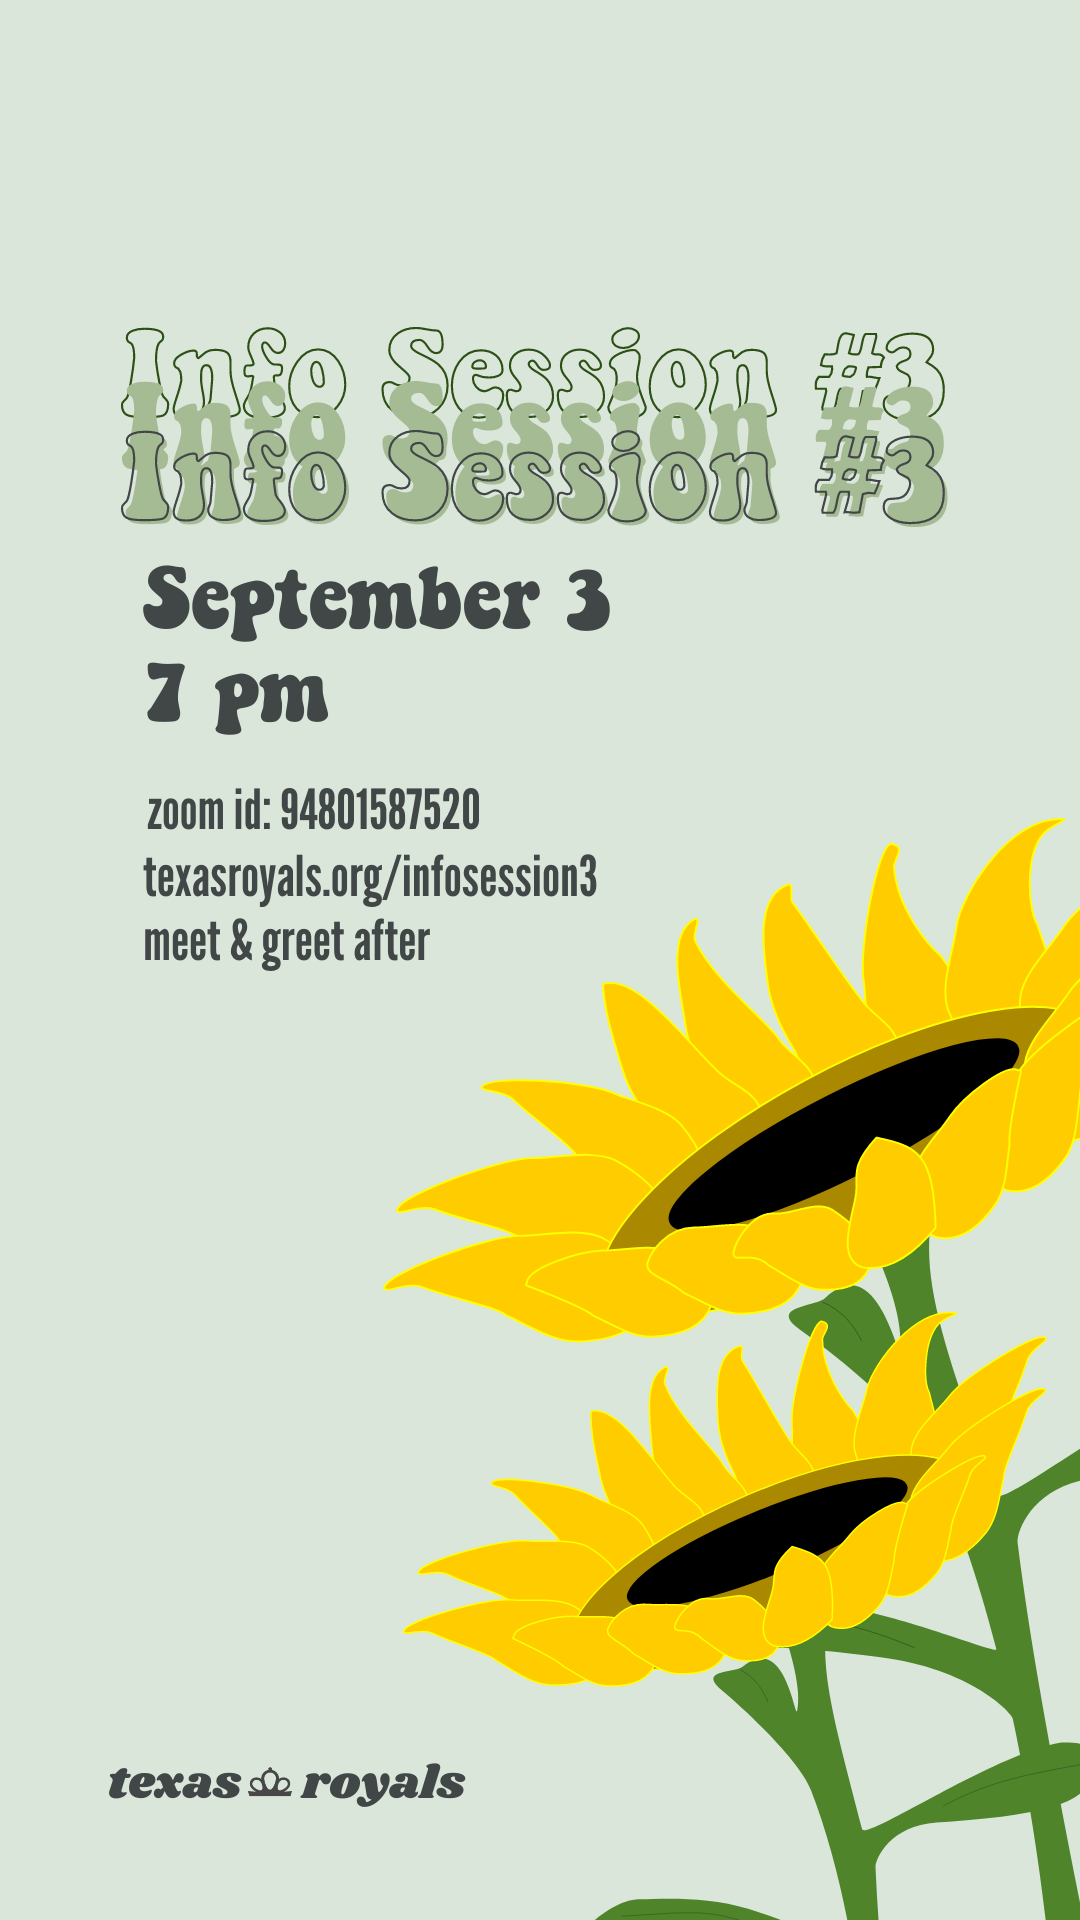 Info Session #3
Info Session #3
Info Session #3
September 3
7 pm
zoom id: 94801587520
texasroyals.org/infosession3
meet & greet after
texas royals